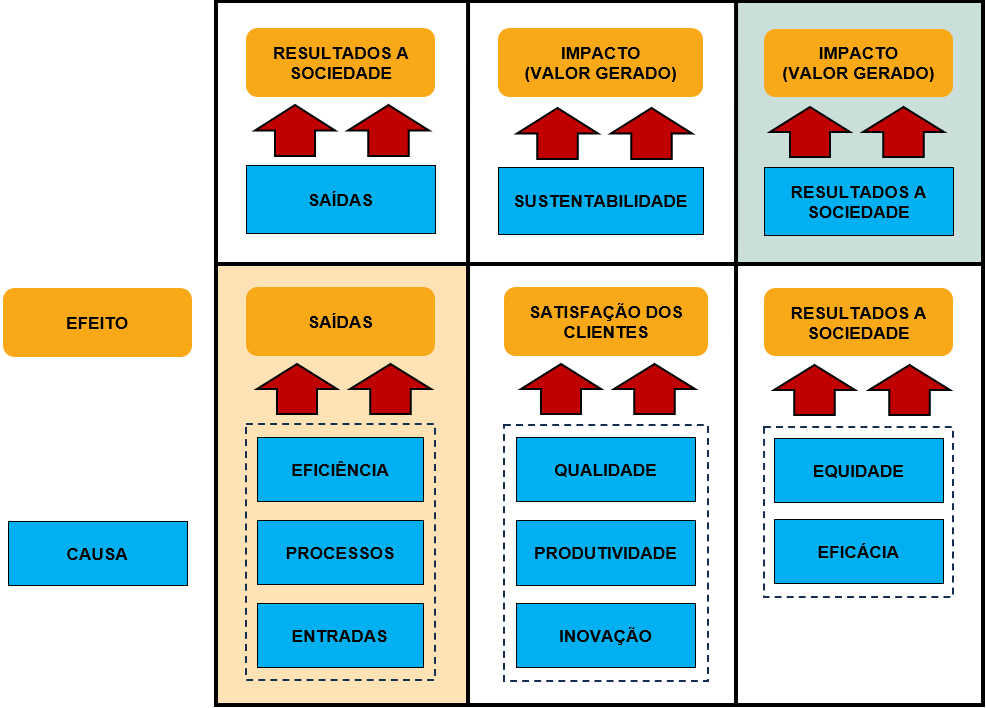 RESULTADOS A
SOCIEDADE
SAÍDAS
IMPACTO
(VALOR GERADO)
SUSTENTABILIDADE
IMPACTO
(VALOR GERADO)
RESULTADOS A
SOCIEDADE
EFEITO
CAUSA
SAÍDAS
EFICIÊNCIA
PROCESSOS
ENTRADAS
SATISFAÇÃO DOS
CLIENTES
QUALIDADE
PRODUTIVIDADE
INOVAÇÃO
RESULTADOS A
SOCIEDADE
EQUIDADE
EFICÁCIA